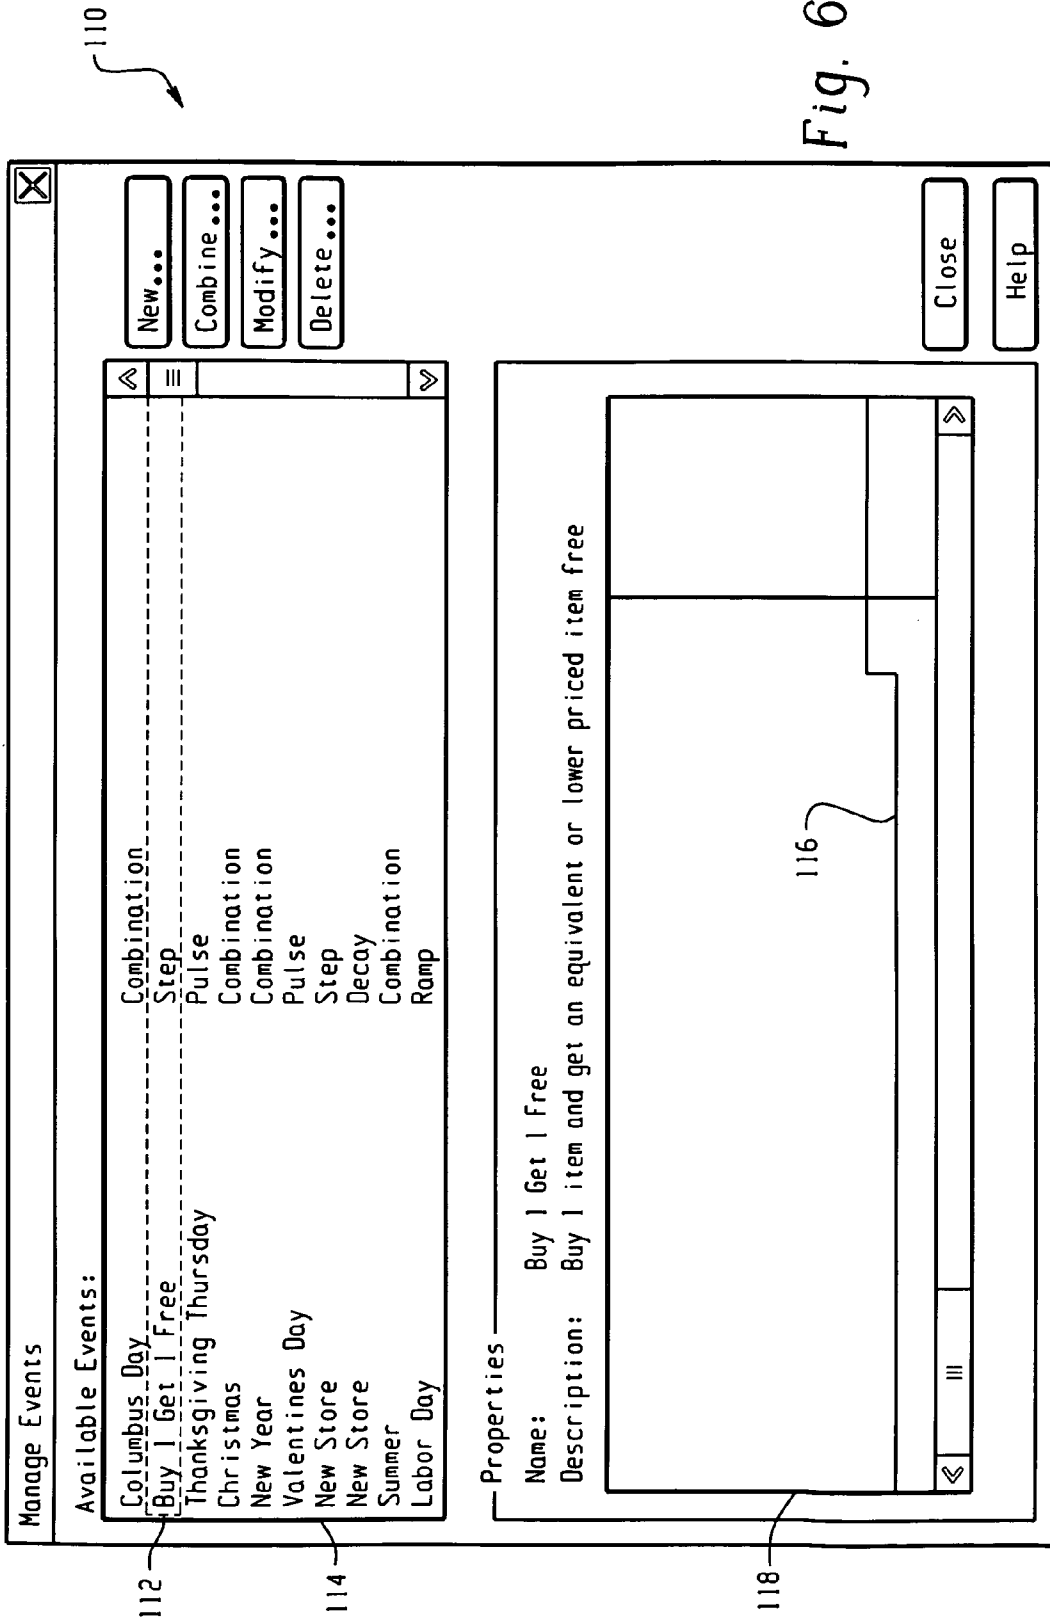 110
Manage Events
Available Events:
Columbus Day Combination
Buy 1 Get 1 Free Step
Thanksgiving Thursday Pulse
Christmas Combination
New Year Combination
Valentines Day Pulse
New Store Step
New Store Decay
Summer Combination
Labor Day Ramp
New...
Combine...
Modify...
Delete...
112
114
Properties
Name: Buy 1 Get 1 Free
Description: Buy 1 item and get an equivalent or lower priced item free
116
118
Close
Help
Fig. 6